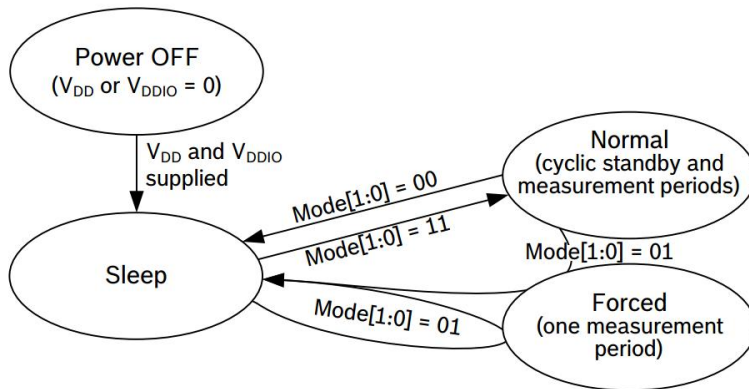 Power OFF
(VDD or VDDIO = 0)
VDD and VDDIO
supplied
Normal
(cyclic standby and
measurement periods)
Mode[1:0] = 00
Mode[1:0] = 11
Mode[1:0] = 01
Sleep
Mode[1:0] = 01
Forced
(one measurement
period)